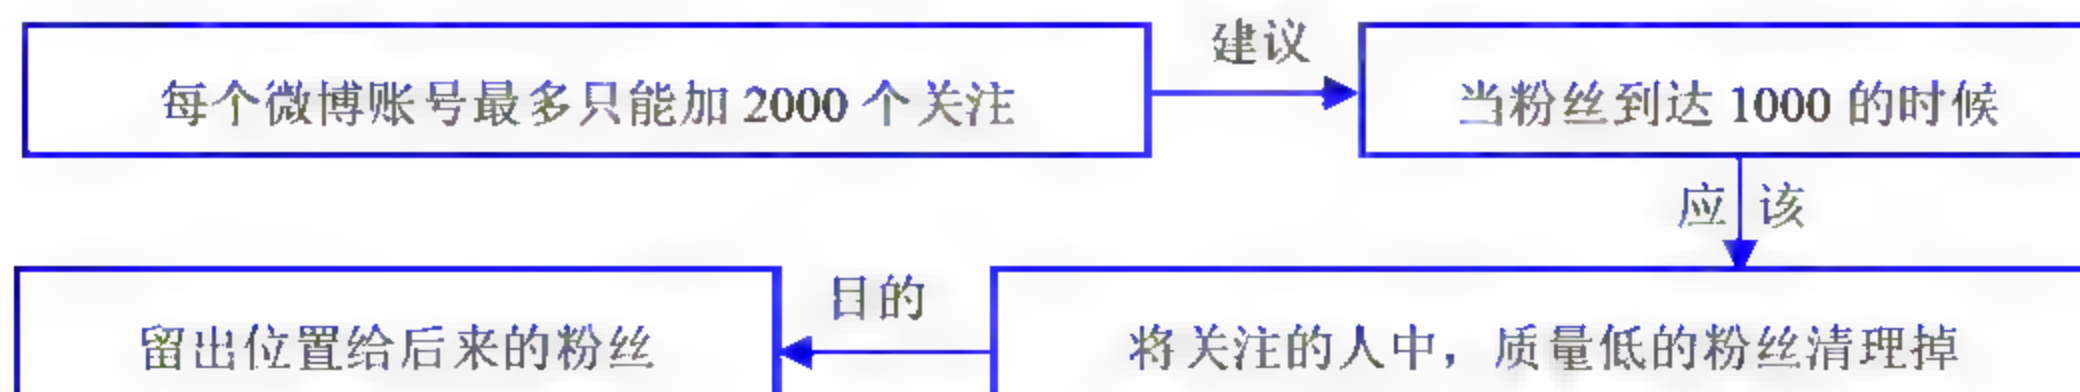 每个微博账号最多只能加 2000 个关注
建议
当粉丝到达 1000 的时候
应该
将关注的人中，质量低的粉丝清理掉
目的
留出位置给后来的粉丝